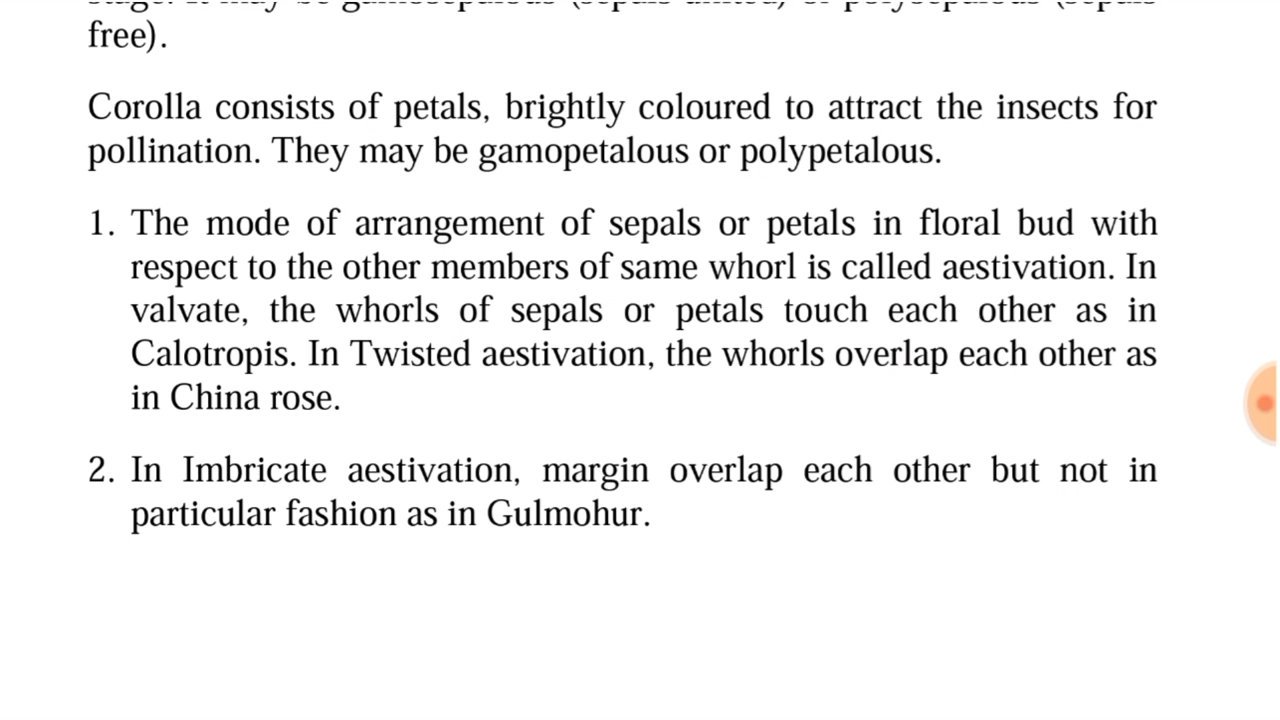 free).
Corolla consists of petals, brightly coloured to attract the insects for
pollination. They may be gamopetalous or polypetalous.
1. The mode of arrangement of sepals or petals in floral bud with
respect to the other members of same whorl is called aestivation. In
valvate, the whorls of sepals or petals touch each other as in
Calotropis. In Twisted aestivation, the whorls overlap each other as
in China rose.
2. In Imbricate aestivation, margin overlap each other but not in
particular fashion as in Gulmohur.